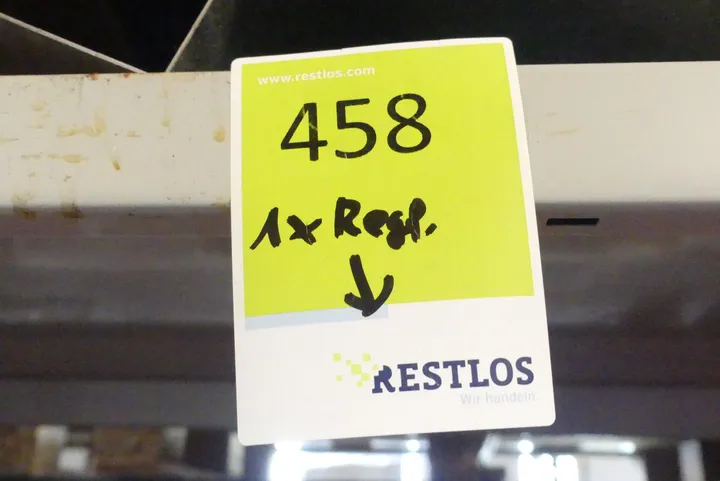 www.restlos.com
458
1x Regl.
RESTLOS
Wir handeln